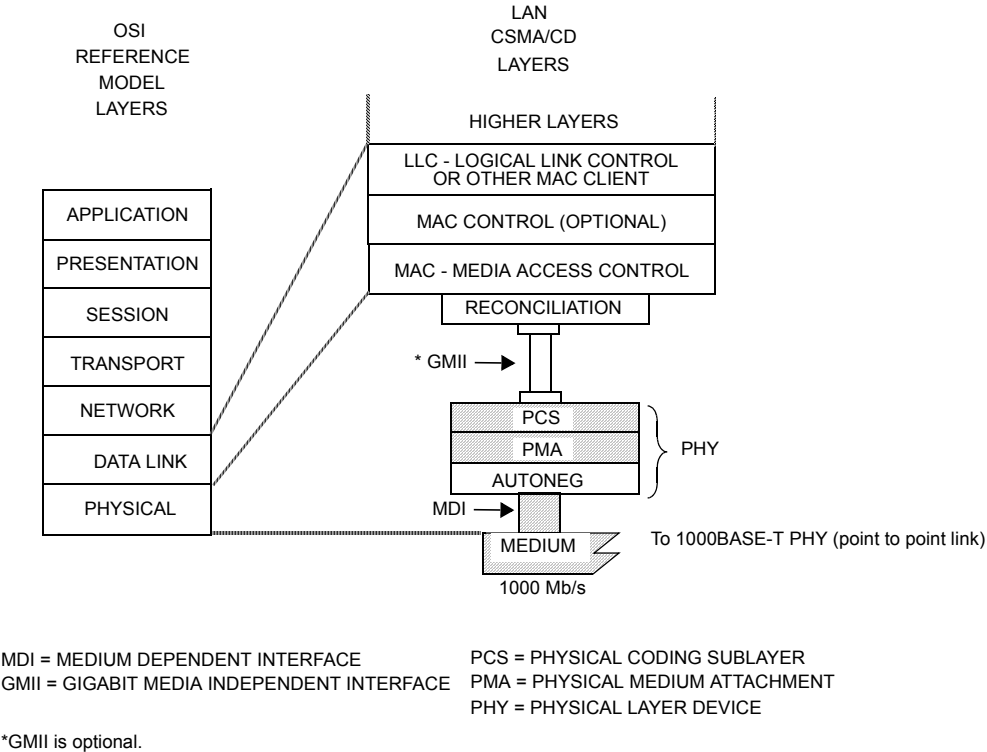 OSI
REFERENCE
MODEL
LAYERS
LAN
CSMA/CD
LAYERS
HIGHER LAYERS
LLC - LOGICAL LINK CONTROL
OR OTHER MAC CLIENT
MAC CONTROL (OPTIONAL)
MAC - MEDIA ACCESS CONTROL
RECONCILIATION
* GMII
PCS
PMA
AUTONEG
PHY
MDI
MEDIUM
To 1000BASE-T PHY (point to point link)
1000 Mb/s
APPLICATION
PRESENTATION
SESSION
TRANSPORT
NETWORK
DATA LINK
PHYSICAL
MDI = MEDIUM DEPENDENT INTERFACE
GMII = GIGABIT MEDIA INDEPENDENT INTERFACE
PCS = PHYSICAL CODING SUBLAYER
PMA = PHYSICAL MEDIUM ATTACHMENT
PHY = PHYSICAL LAYER DEVICE
*GMII is optional.